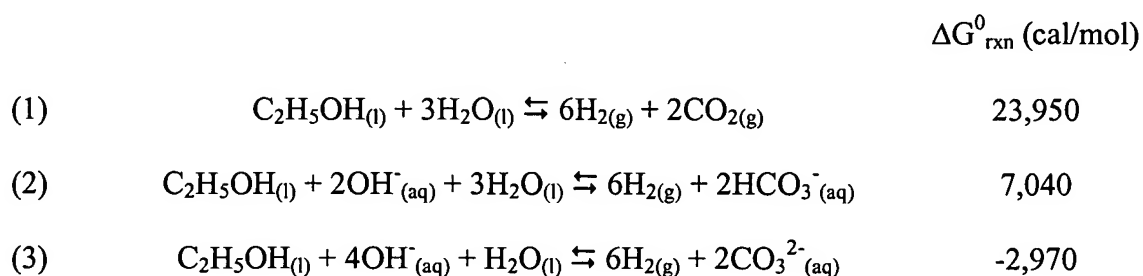 ΔG⁰rxn (cal/mol)
(1) C₂H₅OH(l) + 3H₂O(l) ⇆ 6H₂(g) + 2CO₂(g) 23,950
(2) C₂H₅OH(l) + 2OH⁻(aq) + 3H₂O(l) ⇆ 6H₂(g) + 2HCO₃⁻(aq) 7,040
(3) C₂H₅OH(l) + 4OH⁻(aq) + H₂O(l) ⇆ 6H₂(g) + 2CO₃²⁻(aq) -2,970